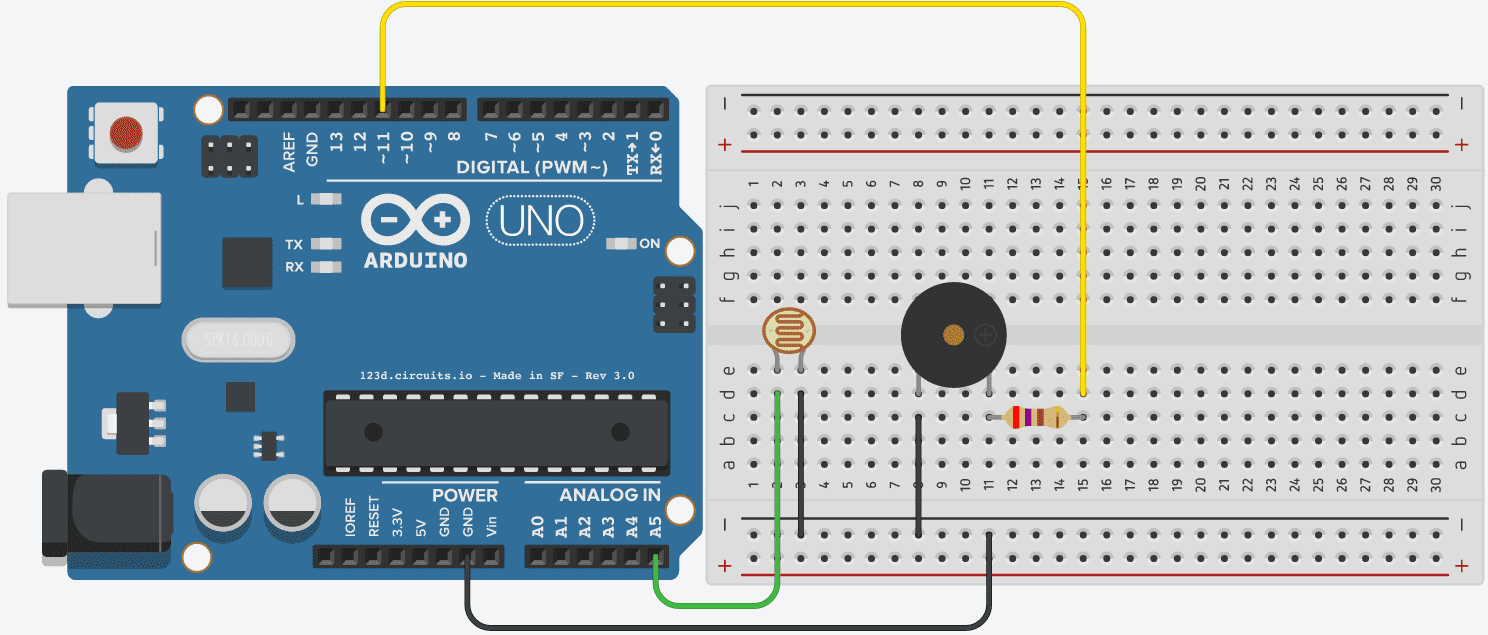 AREF GND 13 12 ~11 ~10 ~9 8 7 ~6 ~5 4 ~3 2 TX→1 RX←0
DIGITAL (PWM~)
L
TX
RX
ARDUINO
UNO
ON
SPK16.000G
123d.circuits.io - Made in SF - Rev 3.0
POWER ANALOG IN
IOREF RESET 3.3V 5V GND GND Vin A0 A1 A2 A3 A4 A5
− −
+ +
1 2 3 4 5 6 7 8 9 10 11 12 13 14 15 16 17 18 19 20 21 22 23 24 25 26 27 28 29 30
j j
i i
h h
g g
f f
+
e e
d d
c c
b b
a a
1 2 3 4 5 6 7 8 9 10 11 12 13 14 15 16 17 18 19 20 21 22 23 24 25 26 27 28 29 30
− −
+ +